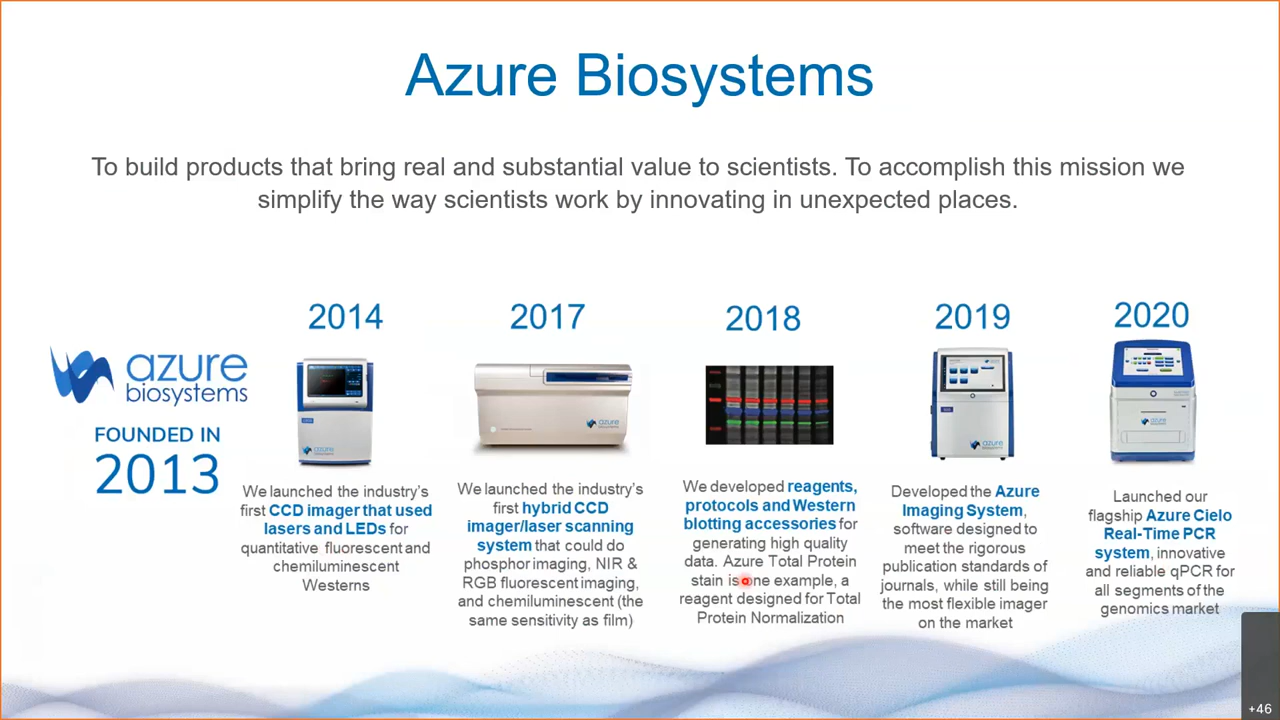 Azure Biosystems
To build products that bring real and substantial value to scientists. To accomplish this mission we
simplify the way scientists work by innovating in unexpected places.
azure
biosystems
FOUNDED IN
2013
2014
We launched the industry's
first CCD imager that used
lasers and LEDs for
quantitative fluorescent and
chemiluminescent
Westerns
2017
azure
biosystems
We launched the industry's
first hybrid CCD
imager/laser scanning
system that could do
phosphor imaging, NIR &
RGB fluorescent imaging,
and chemiluminescent (the
same sensitivity as film)
2018
We developed reagents,
protocols and Western
blotting accessories for
generating high quality
data. Azure Total Protein
stain is one example, a
reagent designed for Total
Protein Normalization
2019
azure
biosystems
Developed the Azure
Imaging System,
software designed to
meet the rigorous
publication standards of
journals, while still being
the most flexible imager
on the market
2020
azure
biosystems
Launched our
flagship Azure Cielo
Real-Time PCR
system, innovative
and reliable qPCR for
all segments of the
genomics market
+46